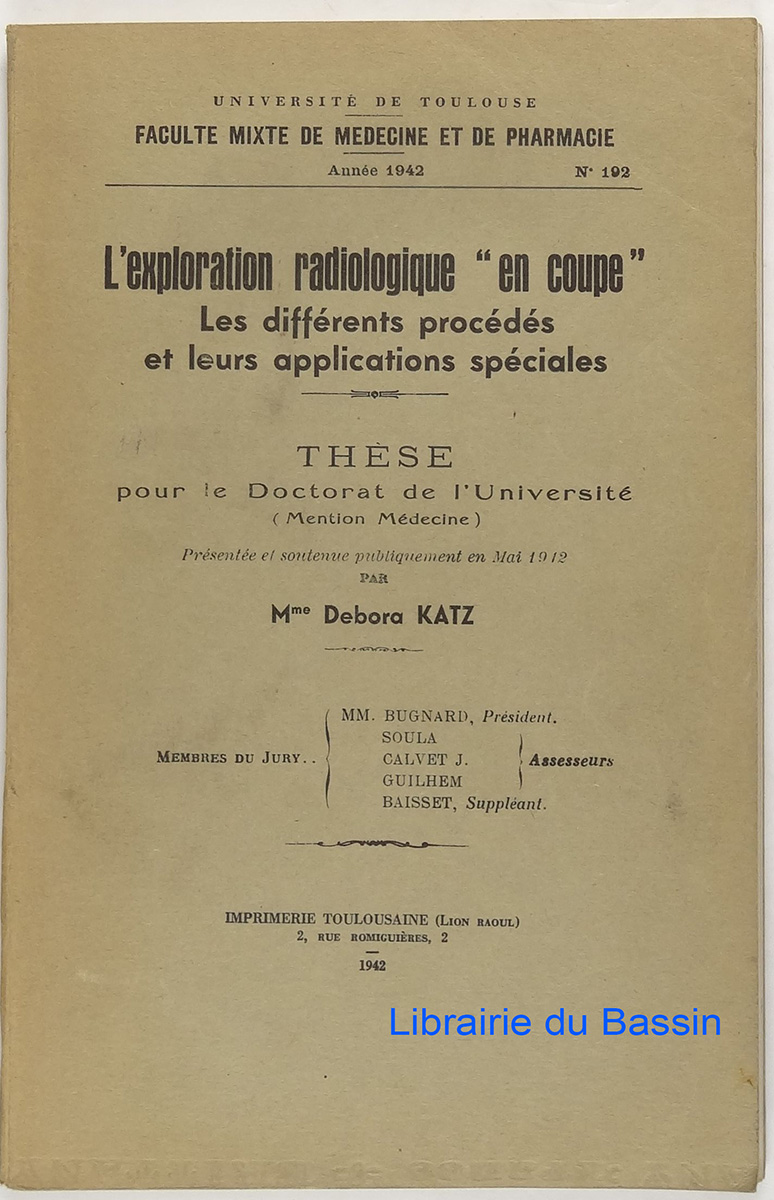 UNIVERSITÉ DE TOULOUSE
FACULTE MIXTE DE MEDECINE ET DE PHARMACIE
Année 1942 N° 192
L'exploration radiologique "en coupe"
Les différents procédés
et leurs applications spéciales
THÈSE
pour le Doctorat de l'Université
(Mention Médecine)
Présentée et soutenue publiquement en Mai 1942
PAR
Mme Debora KATZ
MM. BUGNARD, Président.
SOULA
MEMBRES DU JURY.. CALVET J. Assesseurs
GUILHEM
BAISSET, Suppléant.
IMPRIMERIE TOULOUSAINE (LION RAOUL)
2, RUE ROMIGUIÈRES, 2
1942
Librairie du Bassin